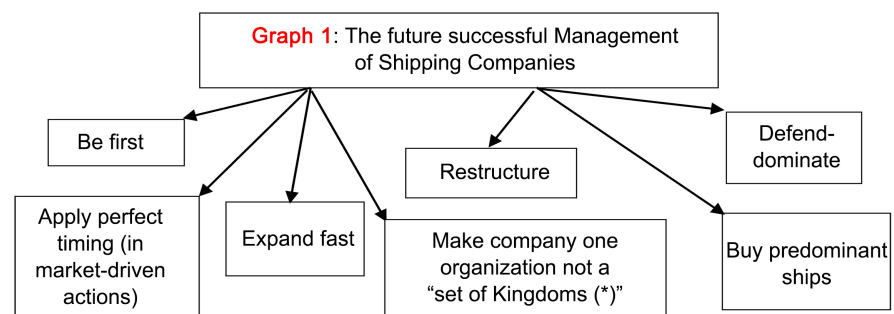 Graph 1: The future successful Management
of Shipping Companies
Be first
Restructure
Defend-
dominate
Apply perfect
timing (in
market-driven
actions)
Expand fast
Make company one
organization not a
“set of Kingdoms (*)”
Buy predominant
ships